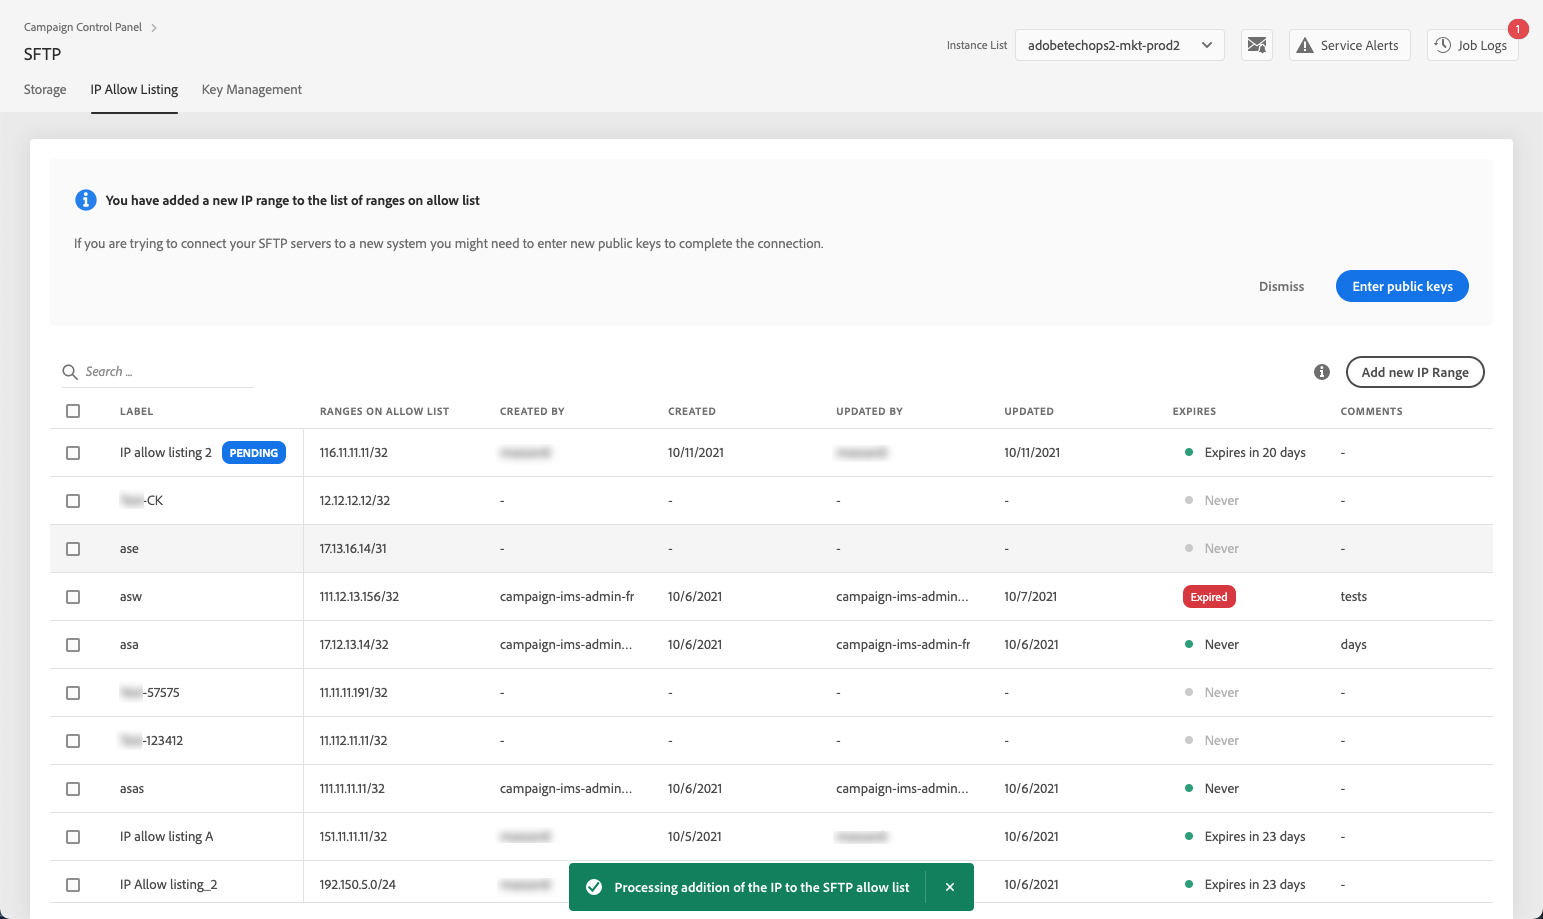 Campaign Control Panel
SFTP
Instance List
adobetechops2-mkt-prod2
Service Alerts
Job Logs
1
Storage
IP Allow Listing
Key Management
You have added a new IP range to the list of ranges on allow list
If you are trying to connect your SFTP servers to a new system you might need to enter new public keys to complete the connection.
Dismiss
Enter public keys
Search ...
Add new IP Range
LABEL RANGES ON ALLOW LIST CREATED BY CREATED UPDATED BY UPDATED EXPIRES COMMENTS
IP allow listing 2 PENDING 116.11.11.11/32 10/11/2021 10/11/2021 Expires in 20 days -
-CK 12.12.12.12/32 - - - - Never -
ase 17.13.16.14/31 - - - - Never -
asw 111.12.13.156/32 campaign-ims-admin-fr 10/6/2021 campaign-ims-admin... 10/7/2021 Expired tests
asa 17.12.13.14/32 campaign-ims-admin... 10/6/2021 campaign-ims-admin-fr 10/6/2021 Never days
-57575 11.11.11.191/32 - - - - Never -
-123412 11.112.11.11/32 - - - - Never -
asas 111.11.11.11/32 campaign-ims-admin... 10/6/2021 campaign-ims-admin... 10/6/2021 Never -
IP allow listing A 151.11.11.11/32 10/5/2021 10/6/2021 Expires in 23 days -
IP Allow listing_2 192.150.5.0/24 10/6/2021 Expires in 23 days -
Processing addition of the IP to the SFTP allow list